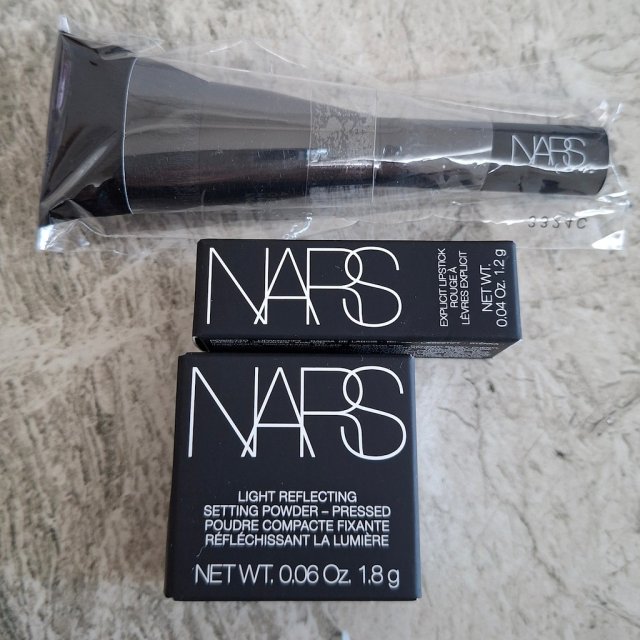 NARS
3324C
NARS
EXPLICIT LIPSTICK
ROUGE À
LÈVRES EXPLICIT
NET WT.
0.04 Oz. 1.2 g
NARS
LIGHT REFLECTING
SETTING POWDER – PRESSED
POUDRE COMPACTE FIXANTE
RÉFLÉCHISSANT LA LUMIÈRE
NET WT. 0.06 Oz. 1.8 g